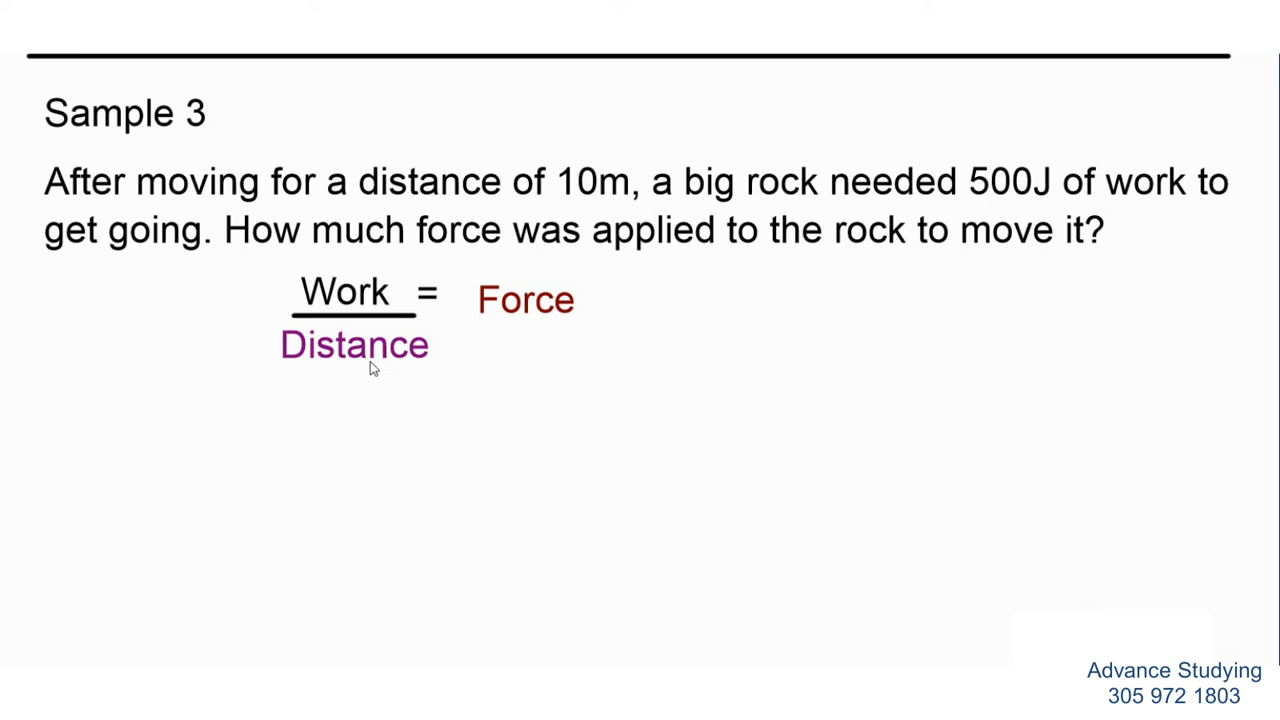 Sample 3
After moving for a distance of 10m, a big rock needed 500J of work to
get going. How much force was applied to the rock to move it?
Work = Force
Distance
Advance Studying
305 972 1803